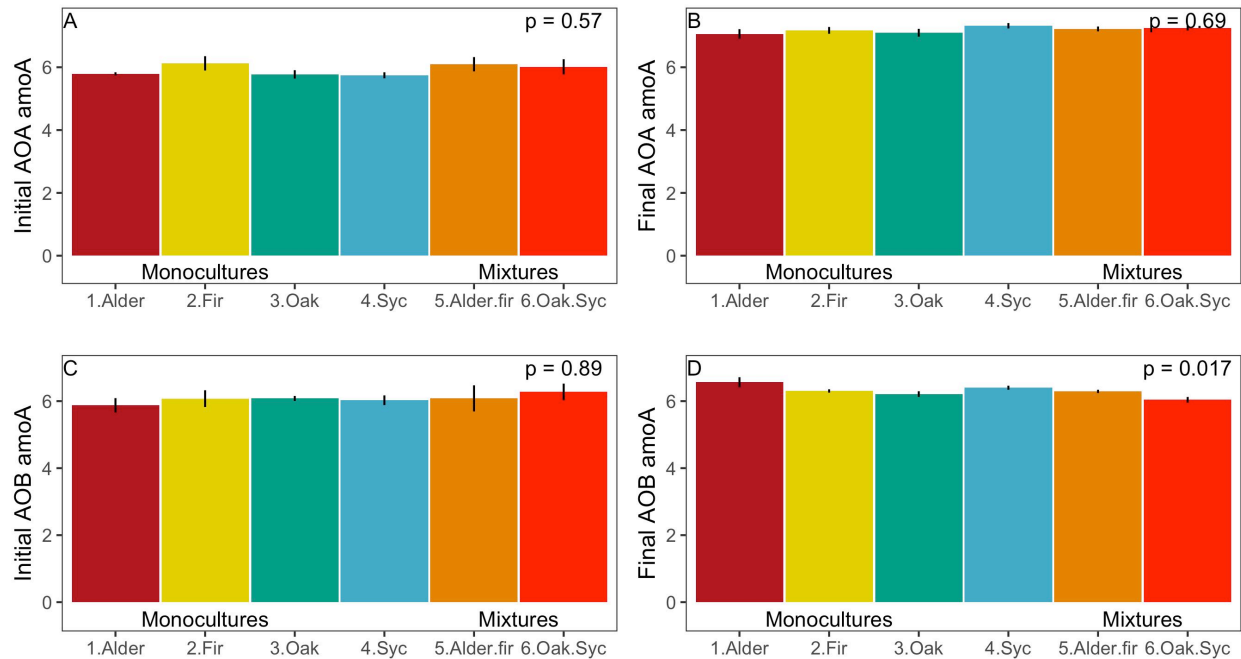 A
p = 0.57
Initial AOA amoA
6
4
2
0
Monocultures
Mixtures
1.Alder
2.Fir
3.Oak
4.Syc
5.Alder.fir
6.Oak.Syc
B
p = 0.69
Final AOA amoA
6
4
2
0
Monocultures
Mixtures
1.Alder
2.Fir
3.Oak
4.Syc
5.Alder.fir
6.Oak.Syc
C
p = 0.89
Initial AOB amoA
6
4
2
0
Monocultures
Mixtures
1.Alder
2.Fir
3.Oak
4.Syc
5.Alder.fir
6.Oak.Syc
D
p = 0.017
Final AOB amoA
6
4
2
0
Monocultures
Mixtures
1.Alder
2.Fir
3.Oak
4.Syc
5.Alder.fir
6.Oak.Syc